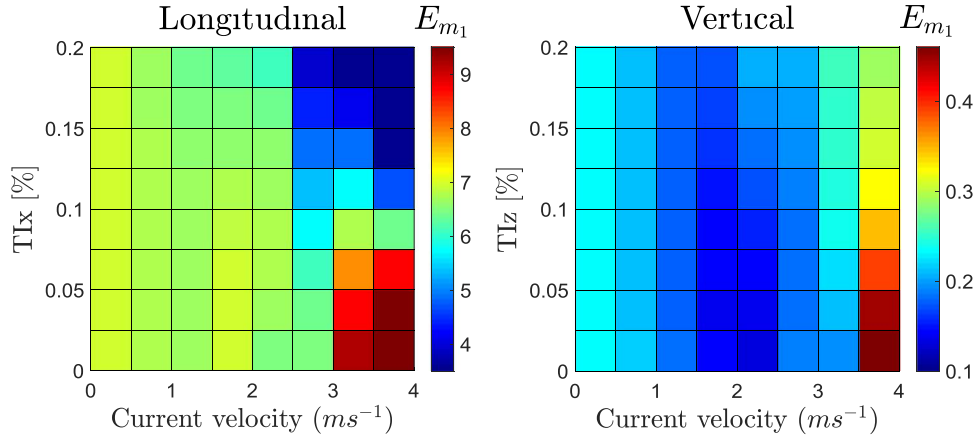 Longıtudınal
E_{m_1}
0.2
0.15
0.1
0.05
0
TIx [%]
0 1 2 3 4
Current velocity (ms^{-1})
9
8
7
6
5
4
Vertıcal
E_{m_1}
0.2
0.15
0.1
0.05
0
TIz [%]
0 1 2 3 4
Current velocity (ms^{-1})
0.4
0.3
0.2
0.1